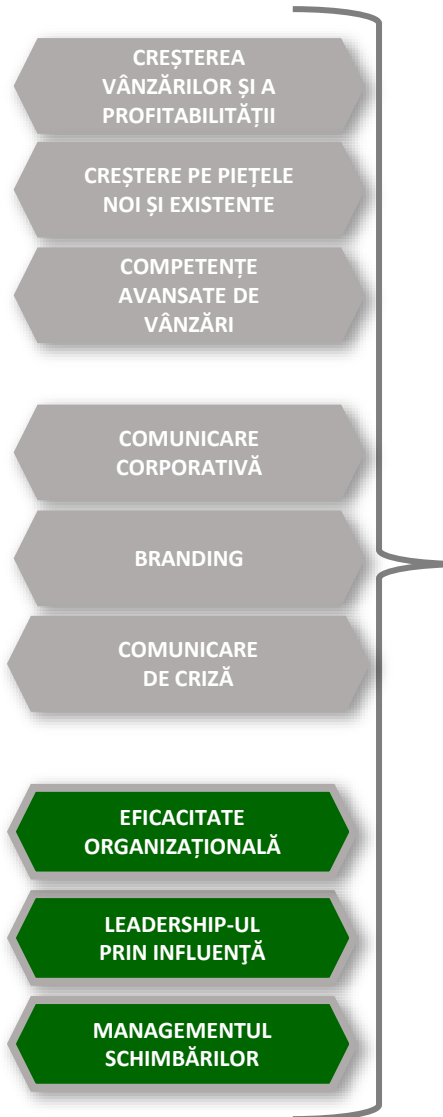 CREȘTEREA
VÂNZĂRILOR ȘI A
PROFITABILITĂȚII
CREȘTERE PE PIEȚELE
NOI ȘI EXISTENTE
COMPETENȚE
AVANSATE DE
VÂNZĂRI
COMUNICARE
CORPORATIVĂ
BRANDING
COMUNICARE
DE CRIZĂ
EFICACITATE
ORGANIZAȚIONALĂ
LEADERSHIP-UL
PRIN INFLUENŢĂ
MANAGEMENTUL
SCHIMBĂRILOR